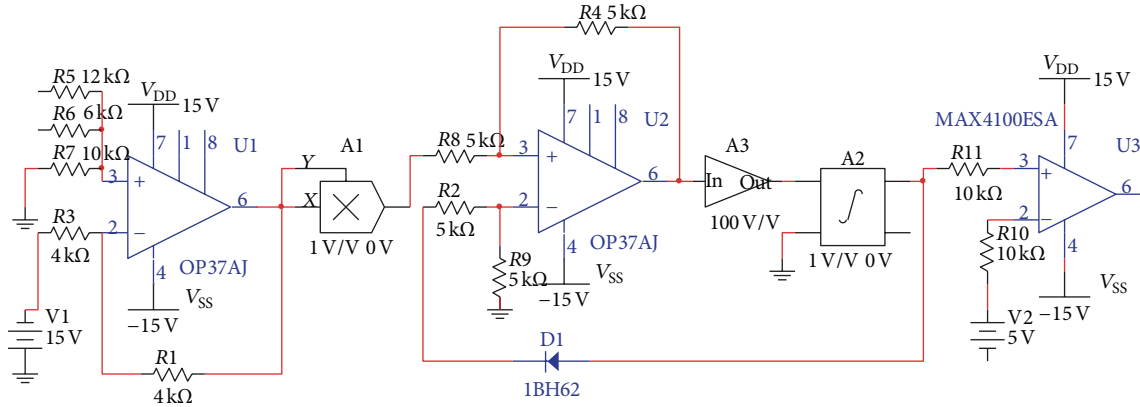 R5 12 kΩ
R6 6 kΩ
R7 10 kΩ
R3
4 kΩ
V1
15 V
R1
4 kΩ
VDD
15 V
7
1
8
U1
3
+
2
−
6
4
OP37AJ
VSS
−15 V
A1
Y
X
1 V/V 0 V
R8 5 kΩ
R2
5 kΩ
R9
5 kΩ
R4 5 kΩ
VDD
15 V
7
1
8
U2
3
+
2
−
6
4
OP37AJ
VSS
−15 V
D1
1BH62
A3
In
Out
100 V/V
A2
∫
1 V/V 0 V
R11
10 kΩ
R10
10 kΩ
V2
5 V
MAX4100ESA
VDD
15 V
7
U3
3
+
2
−
6
4
VSS
−15 V